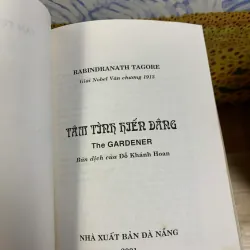 RABINDRANATH TAGORE
Giải Nobel Văn chương 1913
TÂM TÌNH HIẾN DÂNG
The GARDENER
Bản dịch của Đỗ Khánh Hoan
NHÀ XUẤT BẢN ĐÀ NẴNG
2001